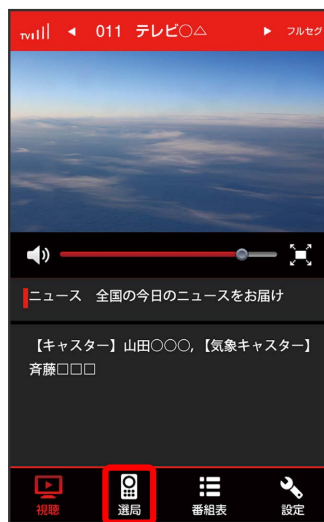 TV 011 テレビ○△ フルセグ
ニュース 全国の今日のニュースをお届け
【キャスター】山田○○○,【気象キャスター】
斉藤□□□
視聴 選局 番組表 設定